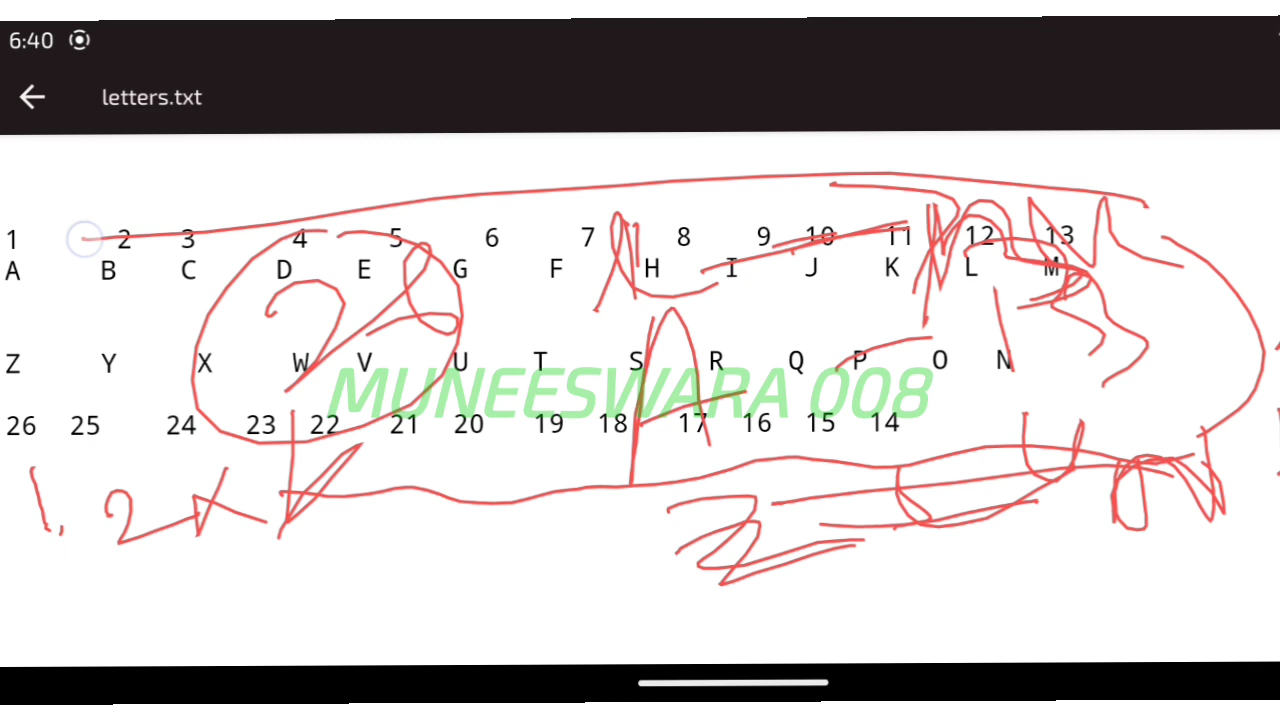 6:40
letters.txt
1 2 3 4 5 6 7 8 9 10 11 12 13
A B C D E G F H I J K L M
Z Y X W V U T S R Q P O N
MUNEESWARA 008
26 25 24 23 22 21 20 19 18 17 16 15 14